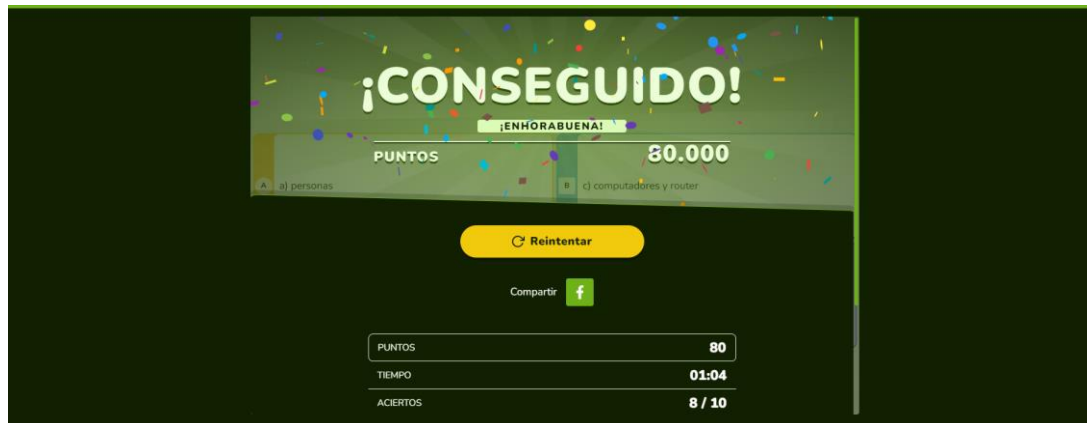 ¡CONSEGUIDO!
¡ENHORABUENA!
PUNTOS 80.000
A a) personas B c) computadores y router
Reintentar
Compartir f
PUNTOS 80
TIEMPO 01:04
ACIERTOS 8 / 10